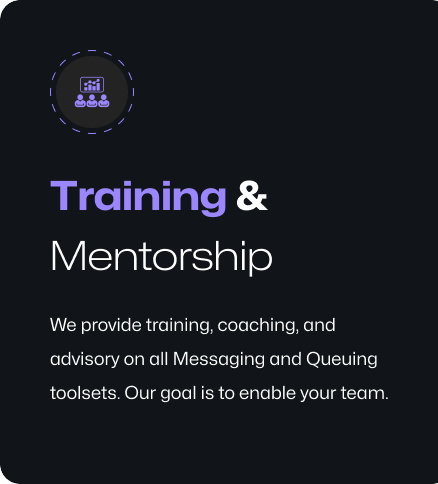 Training &
Mentorship
We provide training, coaching, and
advisory on all Messaging and Queuing
toolsets. Our goal is to enable your team.